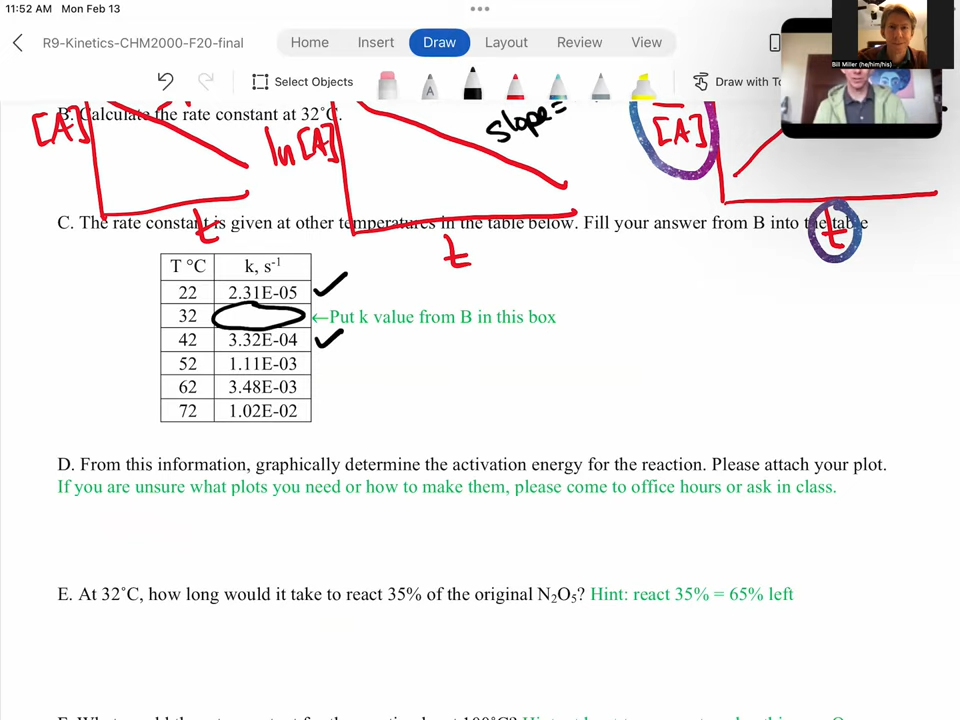 11:52 AM Mon Feb 13
R9-Kinetics-CHM2000-F20-final
Home Insert Draw Layout Review View
Select Objects
A
Draw with
Bill Miller (he/him/his)
B. Calculate the rate constant at 32°C.
[A]
ln[A]
slope=
[A]
C. The rate constant is given at other temperatures in the table below. Fill your answer from B into the table
t
t
t
T °C k, s-1
22 2.31E-05
32 ←Put k value from B in this box
42 3.32E-04
52 1.11E-03
62 3.48E-03
72 1.02E-02
D. From this information, graphically determine the activation energy for the reaction. Please attach your plot.
If you are unsure what plots you need or how to make them, please come to office hours or ask in class.
E. At 32°C, how long would it take to react 35% of the original N₂O₅? Hint: react 35% = 65% left